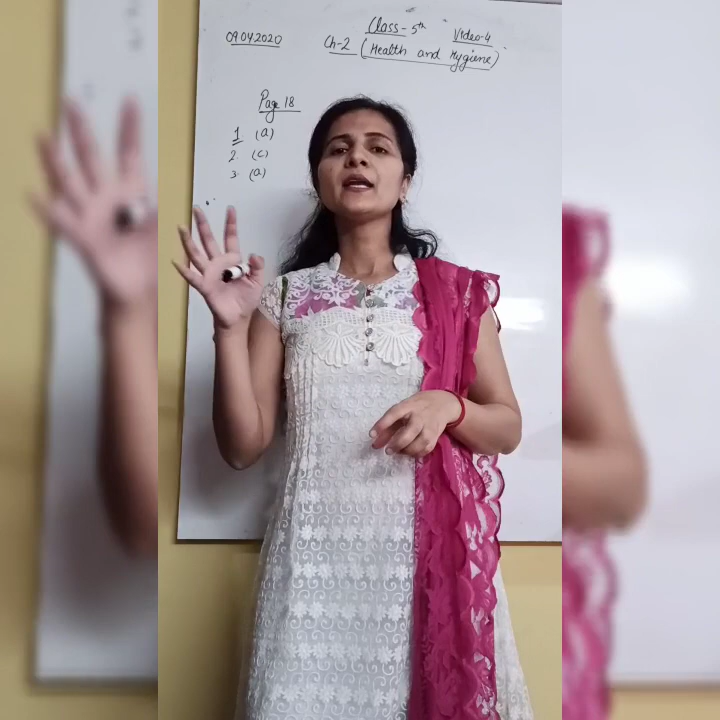 09.04.2020
Class - 5th
Video-4
Ch-2 (Health and Hygiene)
Page 18
1 (a)
2. (c)
3. (a)